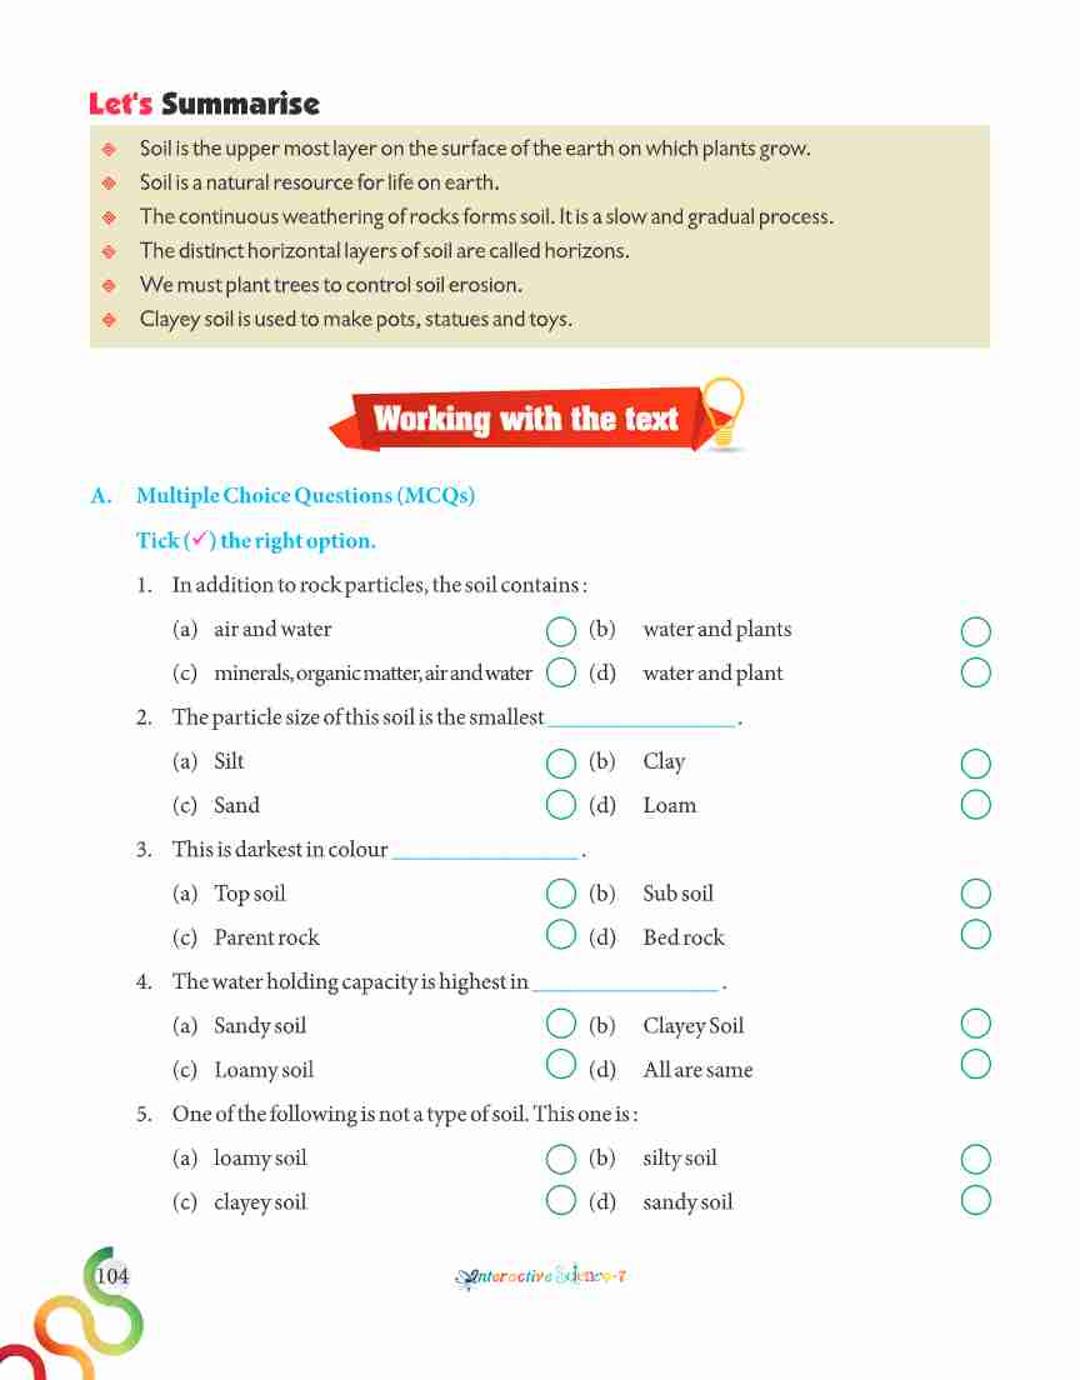 Let's Summarise
Soil is the upper most layer on the surface of the earth on which plants grow.
Soil is a natural resource for life on earth.
The continuous weathering of rocks forms soil. It is a slow and gradual process.
The distinct horizontal layers of soil are called horizons.
We must plant trees to control soil erosion.
Clayey soil is used to make pots, statues and toys.
Working with the text
A. Multiple Choice Questions (MCQs)
Tick (✓) the right option.
1. In addition to rock particles, the soil contains :
(a) air and water (b) water and plants
(c) minerals, organic matter, air and water (d) water and plant
2. The particle size of this soil is the smallest ________________.
(a) Silt (b) Clay
(c) Sand (d) Loam
3. This is darkest in colour ________________.
(a) Top soil (b) Sub soil
(c) Parent rock (d) Bed rock
4. The water holding capacity is highest in ________________.
(a) Sandy soil (b) Clayey Soil
(c) Loamy soil (d) All are same
5. One of the following is not a type of soil. This one is :
(a) loamy soil (b) silty soil
(c) clayey soil (d) sandy soil
104
Interactive Science-7